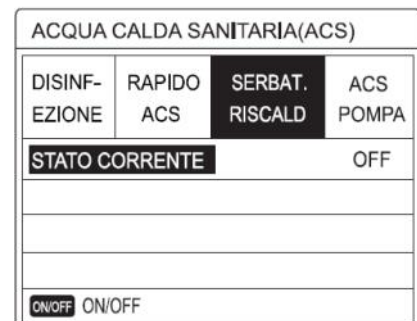 ACQUA CALDA SANITARIA(ACS)
DISINF- RAPIDO SERBAT. ACS
EZIONE ACS RISCALD POMPA
STATO CORRENTE OFF
ON/OFF ON/OFF